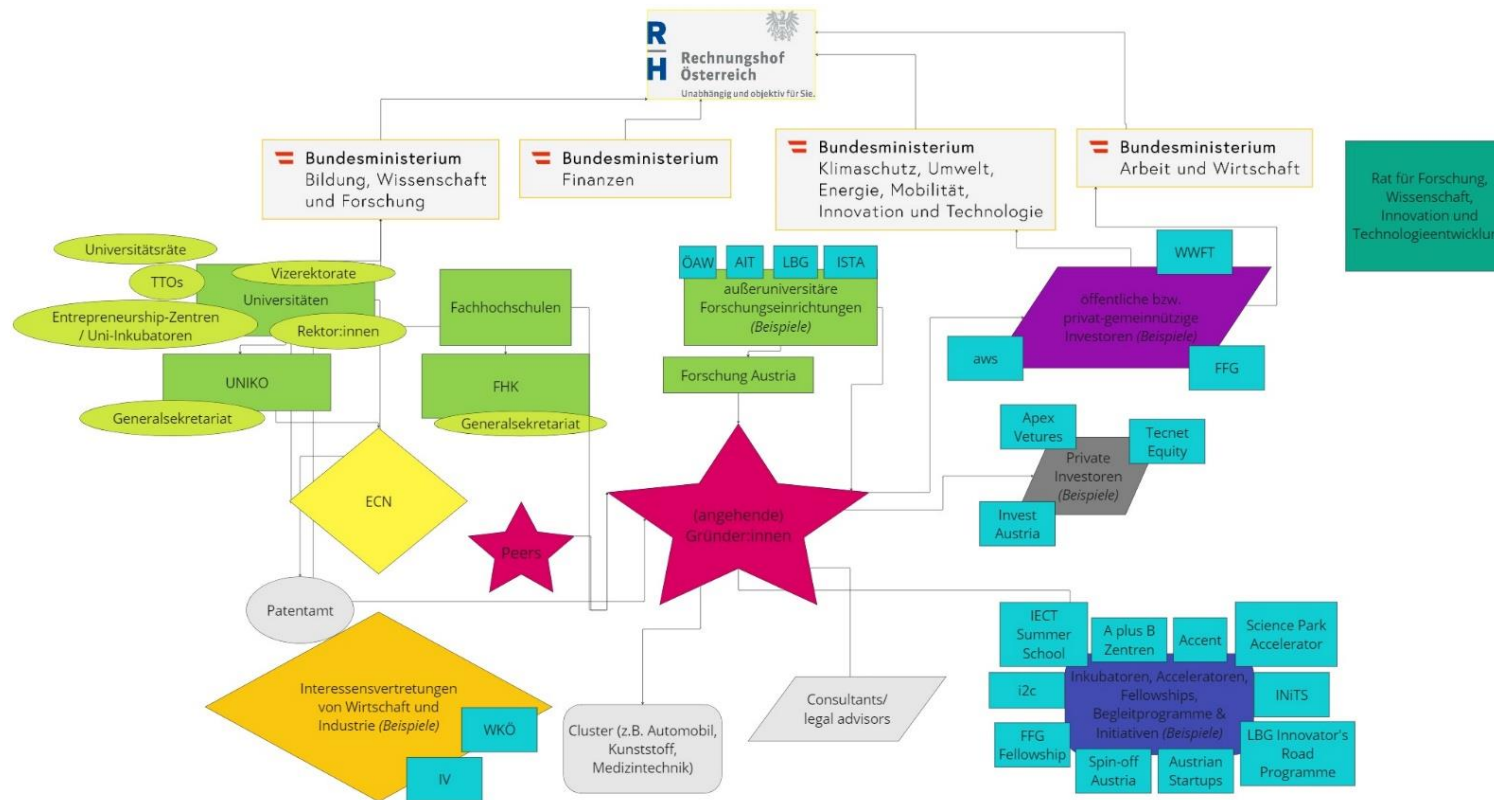 R
H
Rechnungshof
Österreich
Unabhängig und objektiv für Sie.
Bundesministerium
Bildung, Wissenschaft
und Forschung
Bundesministerium
Finanzen
Bundesministerium
Klimaschutz, Umwelt,
Energie, Mobilität,
Innovation und Technologie
Bundesministerium
Arbeit und Wirtschaft
Rat für Forschung,
Wissenschaft,
Innovation und
Technologieentwicklun
Universitätsräte
TTOs
Vizerektorate
Universitäten
Entrepreneurship-Zentren
/ Uni-Inkubatoren
Rektor:innen
UNIKO
Generalsekretariat
Fachhochschulen
FHK
Generalsekretariat
ÖAW
AIT
LBG
ISTA
außeruniversitäre
Forschungseinrichtungen
(Beispiele)
Forschung Austria
WWFT
öffentliche bzw.
privat-gemeinnützige
Investoren (Beispiele)
aws
FFG
Apex
Vetures
Tecnet
Equity
Private
Investoren
(Beispiele)
Invest
Austria
ECN
Peers
(angehende)
Gründer:innen
Patentamt
Interessensvertretungen
von Wirtschaft und
Industrie (Beispiele)
WKÖ
IV
Cluster (z.B. Automobil,
Kunststoff,
Medizintechnik)
Consultants/
legal advisors
IECT
Summer
School
A plus B
Zentren
Accent
Science Park
Accelerator
i2c
Inkubatoren, Acceleratoren,
Fellowships,
Begleitprogramme &
Initiativen (Beispiele)
INiTS
FFG
Fellowship
Spin-off
Austria
Austrian
Startups
LBG Innovator's
Road
Programme